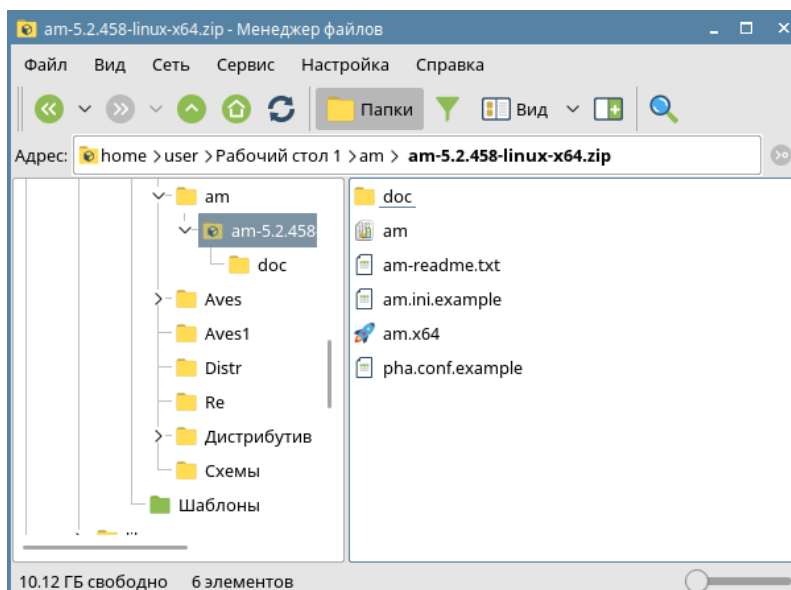 am-5.2.458-linux-x64.zip - Менеджер файлов
Файл Вид Сеть Сервис Настройка Справка
Папки Вид
Адрес: home > user > Рабочий стол 1 > am > am-5.2.458-linux-x64.zip
am
am-5.2.458-
doc
Aves
Aves1
Distr
Re
Дистрибутив
Схемы
Шаблоны
doc
am
am-readme.txt
am.ini.example
am.x64
pha.conf.example
10.12 ГБ свободно 6 элементов